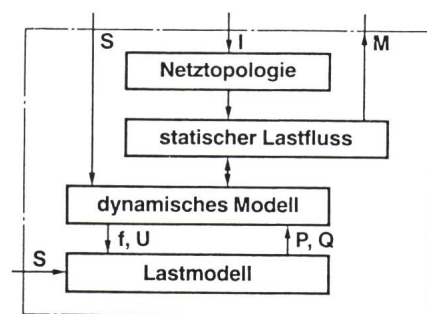 S I M
Netztopologie
statischer Lastfluss
dynamisches Modell
f, U P, Q
S
Lastmodell